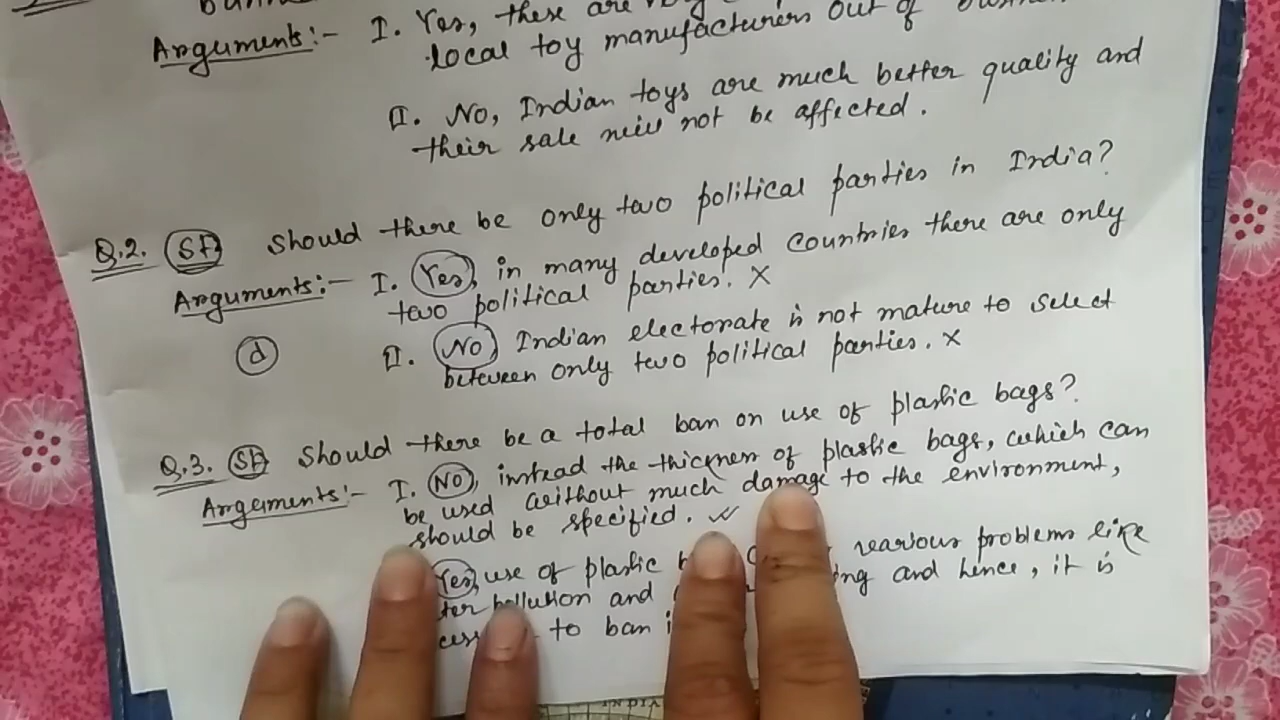 Arguments:- I. Yes, these are
local toy manufacturers out of
II. No, Indian toys are much better quality and
their sale will not be affected.
Q.2. St Should there be only two political parties in India?
Arguments:- I. Yes, in many developed countries there are only
two political parties. X
d II. No, Indian electorate is not mature to select
between only two political parties. X
Q.3. St Should there be a total ban on use of plastic bags?
Arguments:- I. No, instead the thickness of plastic bags, which can
be used without much damage to the environment,
should be specified. ✓
Yes, use of plastic various problems like
pollution and and hence, it is
to ban
INDIA